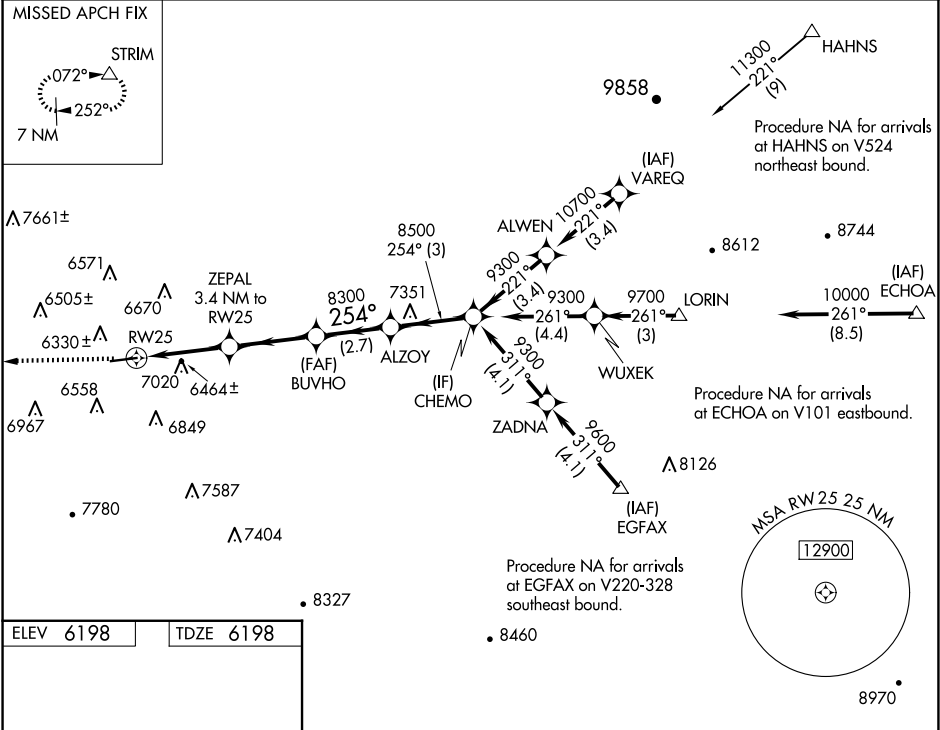 MISSED APCH FIX
STRIM
072°
252°
7 NM
HAHNS
11300
221°
(9)
9858
Procedure NA for arrivals
at HAHNS on V524
northeast bound.
(IAF)
VAREQ
10700
221°
(3.4)
ALWEN
7661±
8500
254° (3)
9300
221°
(3.4)
8612
8744
6571
ZEPAL
3.4 NM to
RW25
6505±
6670
8300
254°
(2.7)
7351
9300
261°
(4.4)
9700
261°
(3)
LORIN
10000
261°
(8.5)
(IAF)
ECHOA
6330±
RW25
(FAF)
BUVHO
ALZOY
(IF)
CHEMO
WUXEK
7020
6464±
6558
6967
6849
9300
311°
(4.1)
ZADNA
Procedure NA for arrivals
at ECHOA on V101 eastbound.
9600
311°
(4.1)
8126
7587
7780
7404
(IAF)
EGFAX
MSA RW25 25 NM
12900
Procedure NA for arrivals
at EGFAX on V220-328
southeast bound.
8327
8460
ELEV 6198
TDZE 6198
8970